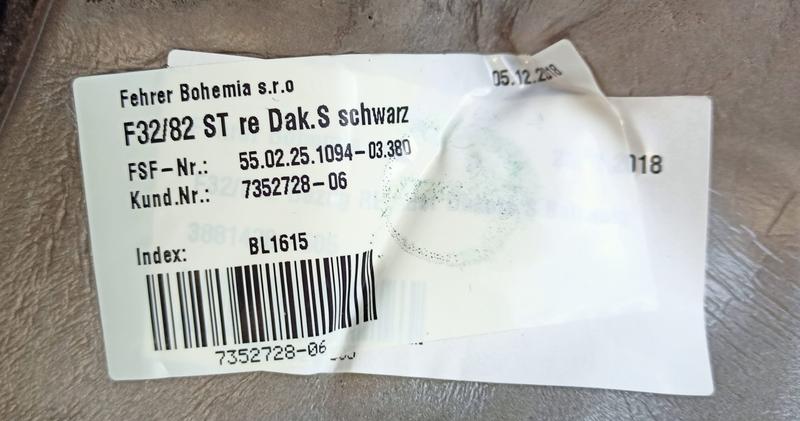 Fehrer Bohemia s.r.o
05.12.2018
F32/82 ST re Dak.S schwarz
FSF-Nr.: 55.02.25.1094-03.380
Kund.Nr.: 7352728-06
2018
Index: BL1615
7352728-06